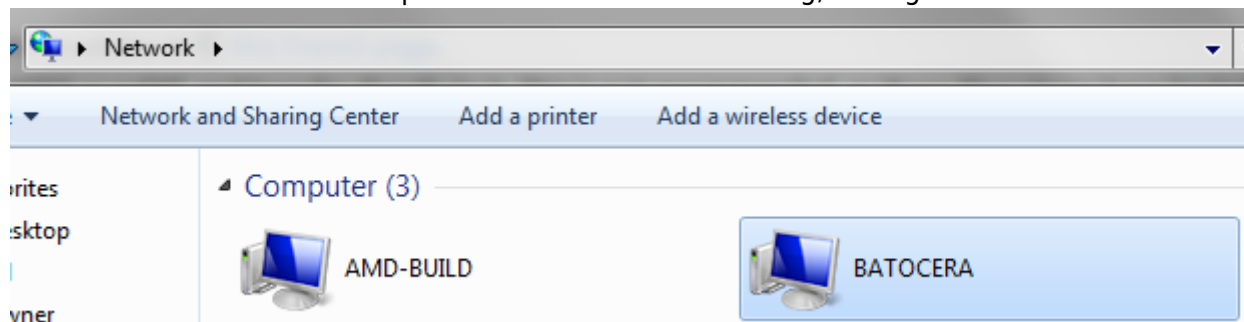 Network
Network and Sharing Center Add a printer Add a wireless device
Computer (3)
AMD-BUILD BATOCERA